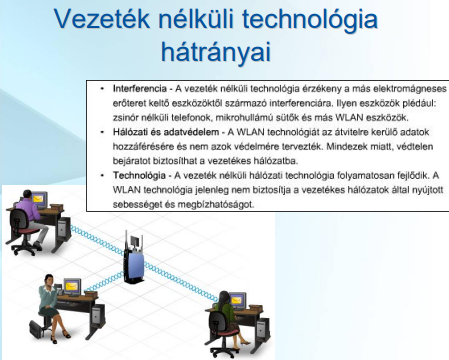 Vezeték nélküli technológia
hátrányai
• Interferencia - A vezeték nélküli technológia érzékeny a más elektromágneses
erőteret keltő eszközöktől származó interferenciára. Ilyen eszközök plédául:
zsinór nélküli telefonok, mikrohullámú sütők és más WLAN eszközök.
• Hálózati és adatvédelem - A WLAN technológiát az átvitelre kerülő adatok
hozzáférésére és nem azok védelmére tervezték. Mindezek miatt, védtelen
bejáratot biztosíthat a vezetékes hálózatba.
• Technológia - A vezeték nélküli hálózati technológia folyamatosan fejlődik. A
WLAN technológia jelenleg nem biztosítja a vezetékes hálózatok által nyújtott
sebességet és megbízhatóságot.